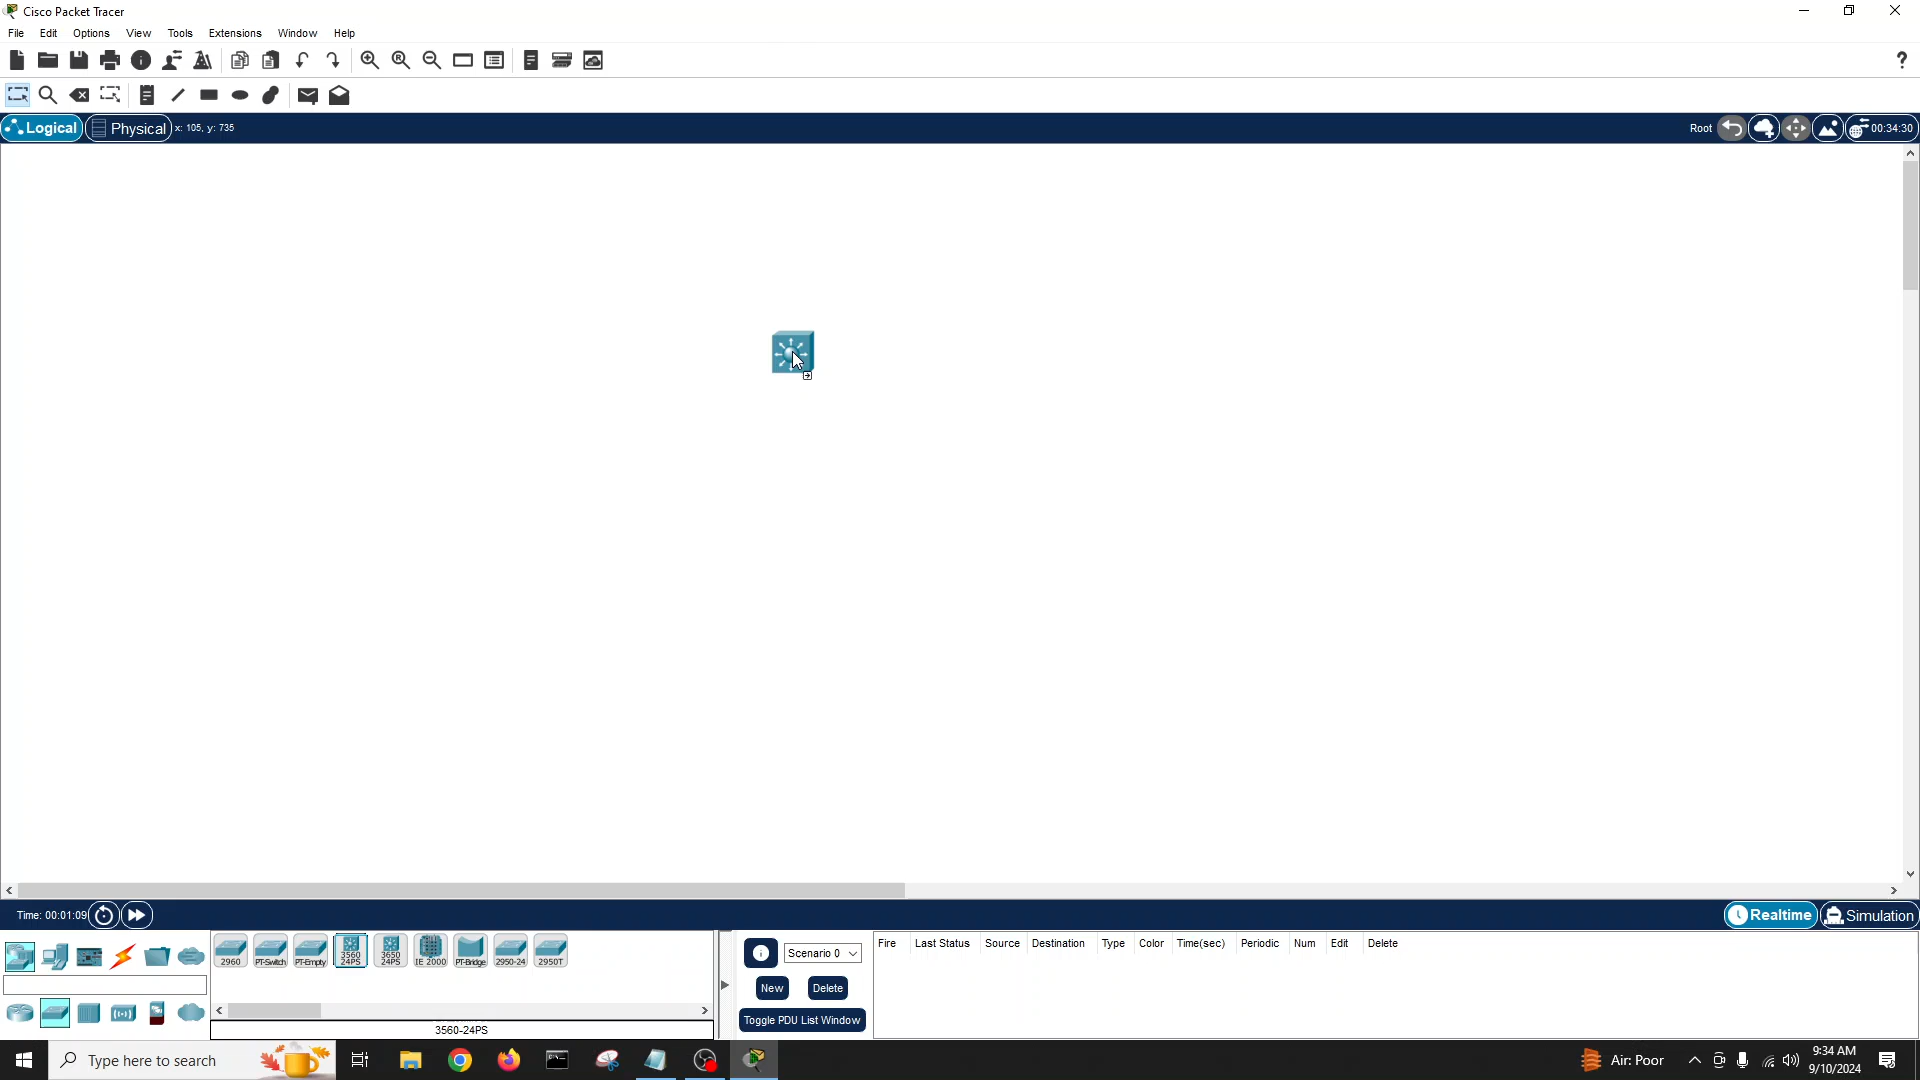 Cisco Packet Tracer
File Edit Options View Tools Extensions Window Help
?
Logical Physical x: 105, y: 735 Root 00:34:30
Time: 00:01:09 Realtime Simulation
2960 PT-Switch PT-Empty 3560 24PS 3650 24PS IE 2000 PT-Bridge 2950-24 2950T
3560-24PS
Scenario 0
New Delete
Toggle PDU List Window
Fire Last Status Source Destination Type Color Time(sec) Periodic Num Edit Delete
Type here to search
Air: Poor
9:34 AM
9/10/2024